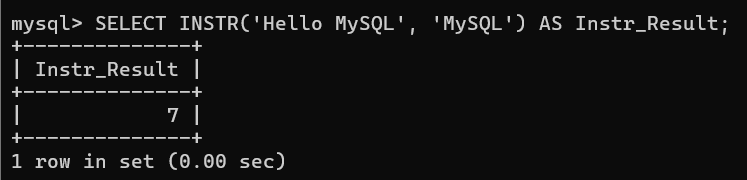 mysql> SELECT INSTR('Hello MySQL', 'MySQL') AS Instr_Result;
+--------------+
| Instr_Result |
+--------------+
|            7 |
+--------------+
1 row in set (0.00 sec)